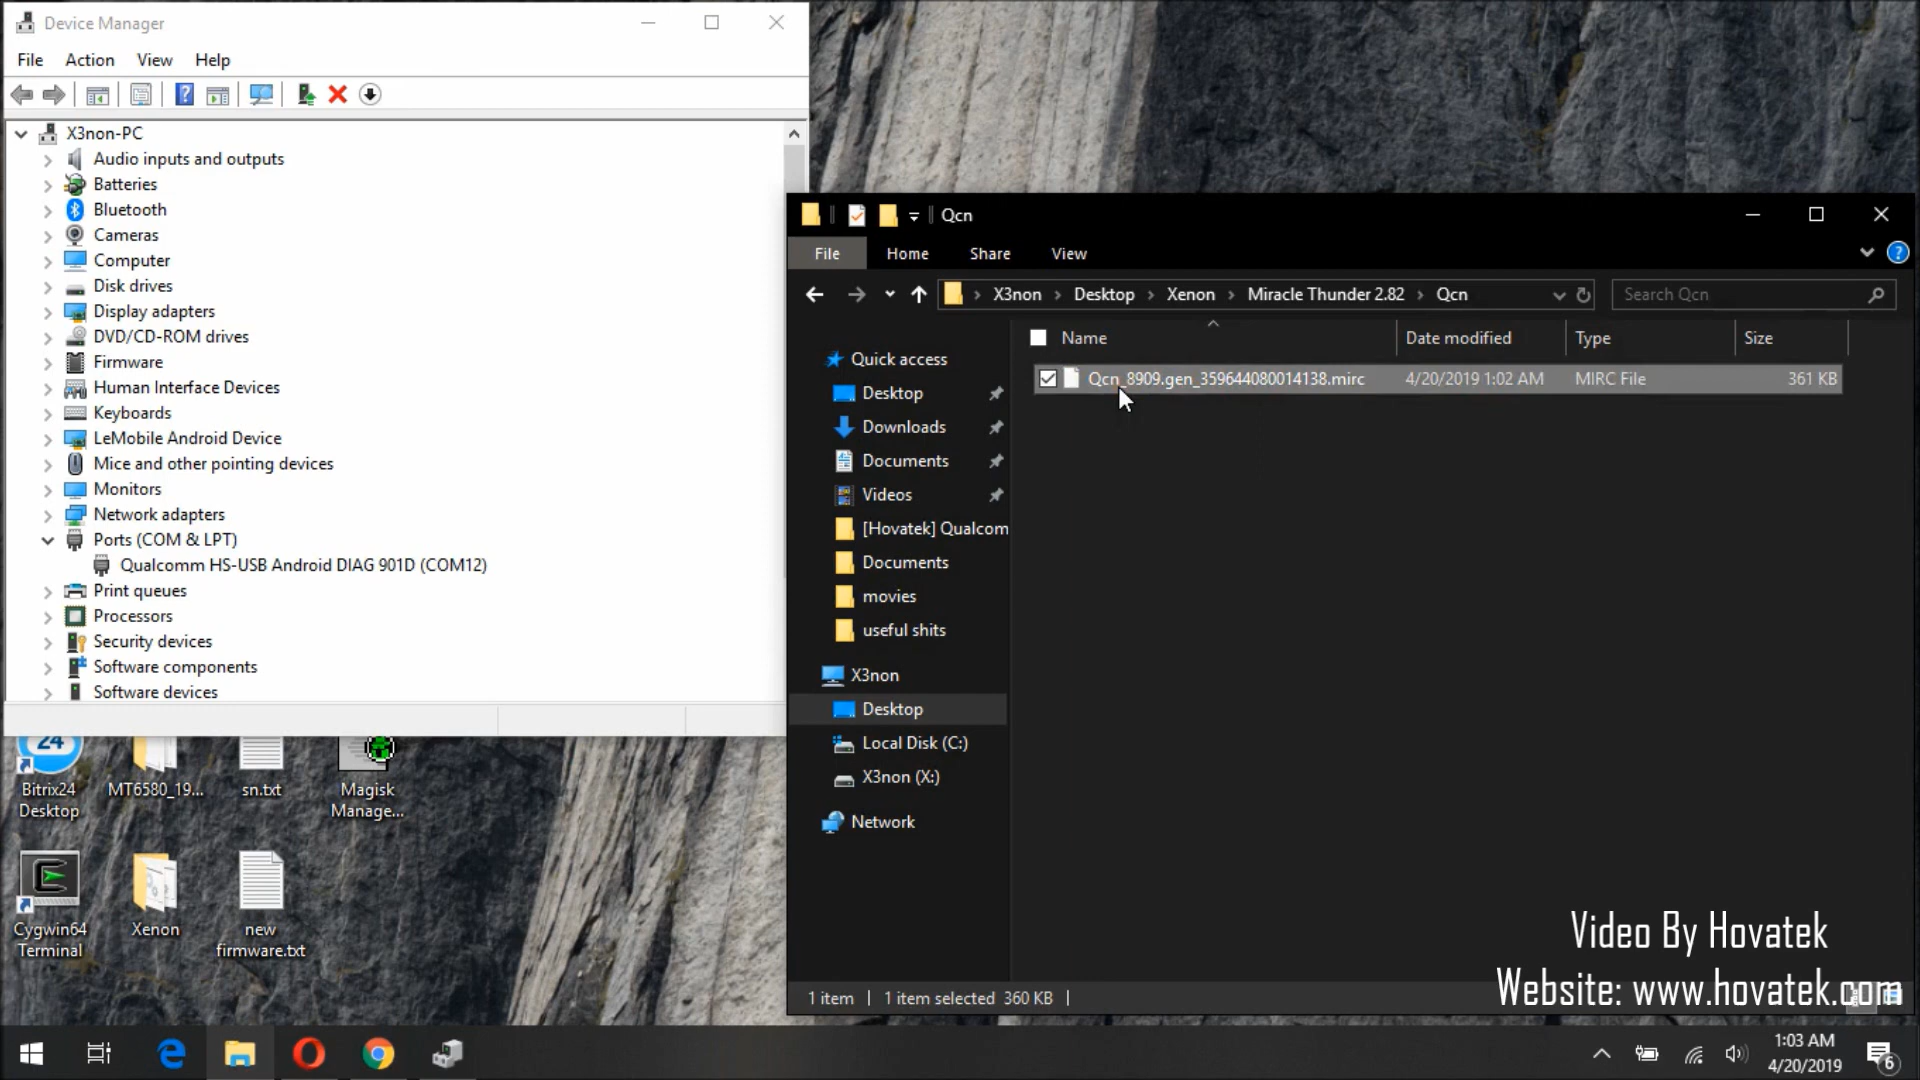 Device Manager
File Action View Help
X3non-PC
Audio inputs and outputs
Batteries
Bluetooth
Cameras
Computer
Disk drives
Display adapters
DVD/CD-ROM drives
Firmware
Human Interface Devices
Keyboards
LeMobile Android Device
Mice and other pointing devices
Monitors
Network adapters
Ports (COM & LPT)
Qualcomm HS-USB Android DIAG 901D (COM12)
Print queues
Processors
Security devices
Software components
Software devices
24
Bitrix24
Desktop
MT6580_19...
sn.txt
Magisk
Manage...
Cygwin64
Terminal
Xenon
new
firmware.txt
Qcn
File Home Share View
X3non > Desktop > Xenon > Miracle Thunder 2.82 > Qcn
Search Qcn
Name Date modified Type Size
Qcn_8909.gen_359644080014138.mirc 4/20/2019 1:02 AM MIRC File 361 KB
Quick access
Desktop
Downloads
Documents
Videos
[Hovatek] Qualcom
Documents
movies
useful shits
X3non
Desktop
Local Disk (C:)
X3non (X:)
Network
1 item 1 item selected 360 KB
Video By Hovatek
Website: www.hovatek.com
1:03 AM
4/20/2019
6